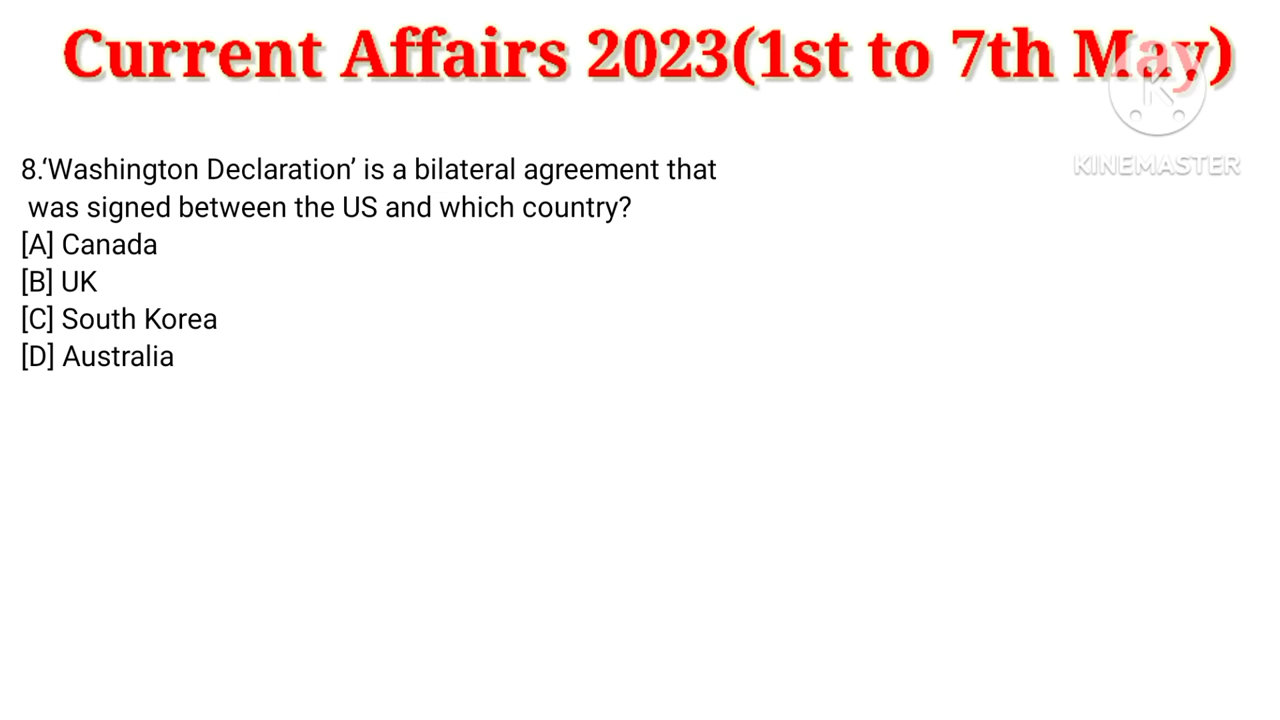 Current Affairs 2023(1st to 7th May)
KINEMASTER
8.‘Washington Declaration’ is a bilateral agreement that
was signed between the US and which country?
[A] Canada
[B] UK
[C] South Korea
[D] Australia